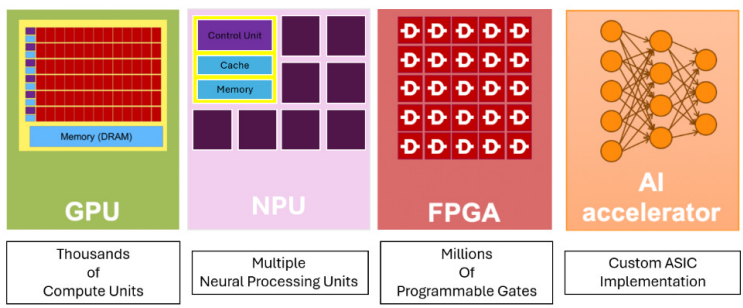 Control Unit
Cache
Memory
Memory (DRAM)
GPU
NPU
FPGA
AI
accelerator
Thousands
of
Compute Units
Multiple
Neural Processing Units
Millions
Of
Programmable Gates
Custom ASIC
Implementation